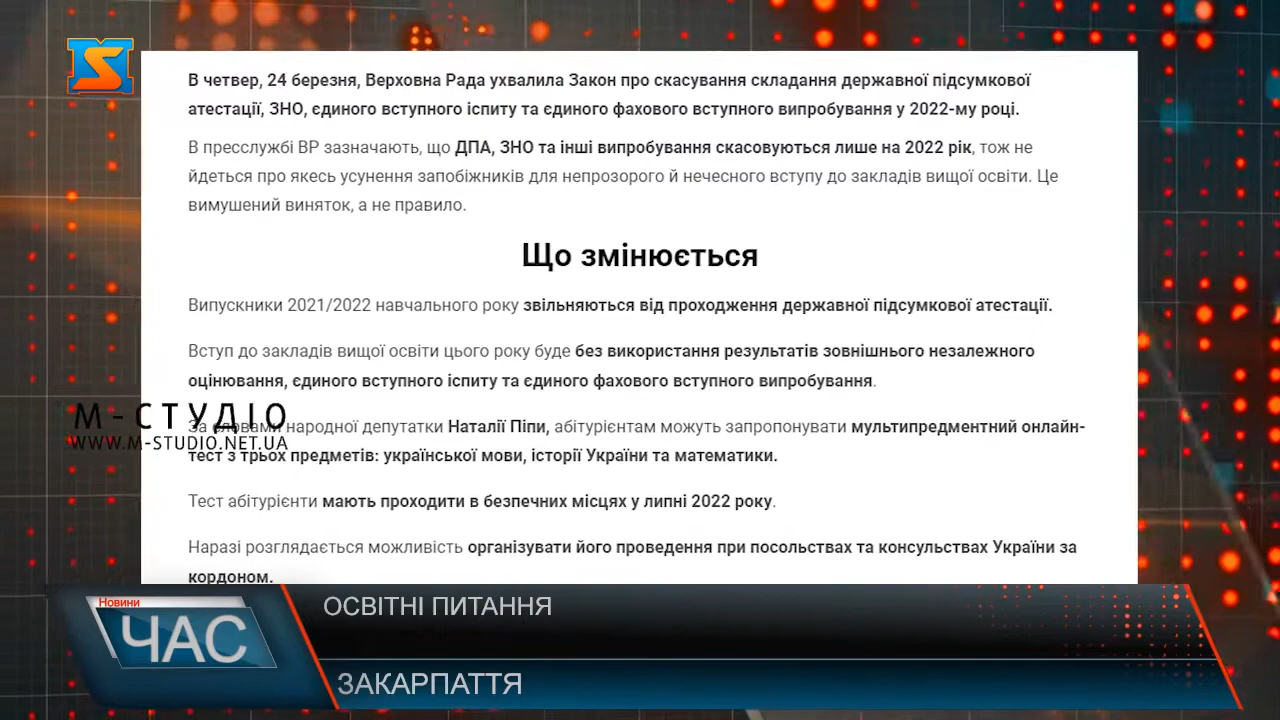 В четвер, 24 березня, Верховна Рада ухвалила Закон про скасування складання державної підсумкової
атестації, ЗНО, єдиного вступного іспиту та єдиного фахового вступного випробування у 2022-му році.
В пресслужбі ВР зазначають, що ДПА, ЗНО та інші випробування скасовуються лише на 2022 рік, тож не
йдеться про якесь усунення запобіжників для непрозорого й нечесного вступу до закладів вищої освіти. Це
вимушений виняток, а не правило.
Що змінюється
Випускники 2021/2022 навчального року звільняються від проходження державної підсумкової атестації.
Вступ до закладів вищої освіти цього року буде без використання результатів зовнішнього незалежного
оцінювання, єдиного вступного іспиту та єдиного фахового вступного випробування.
М-СТУДІО
За словами народної депутатки Наталії Піпи, абітурієнтам можуть запропонувати мультипредментний онлайн-
WWW.M-STUDIO.NET.UA
тест з трьох предметів: української мови, історії України та математики.
Тест абітурієнти мають проходити в безпечних місцях у липні 2022 року.
Наразі розглядається можливість організувати його проведення при посольствах та консульствах України за
кордоном.
Новини
ЧАС
ОСВІТНІ ПИТАННЯ
ЗАКАРПАТТЯ